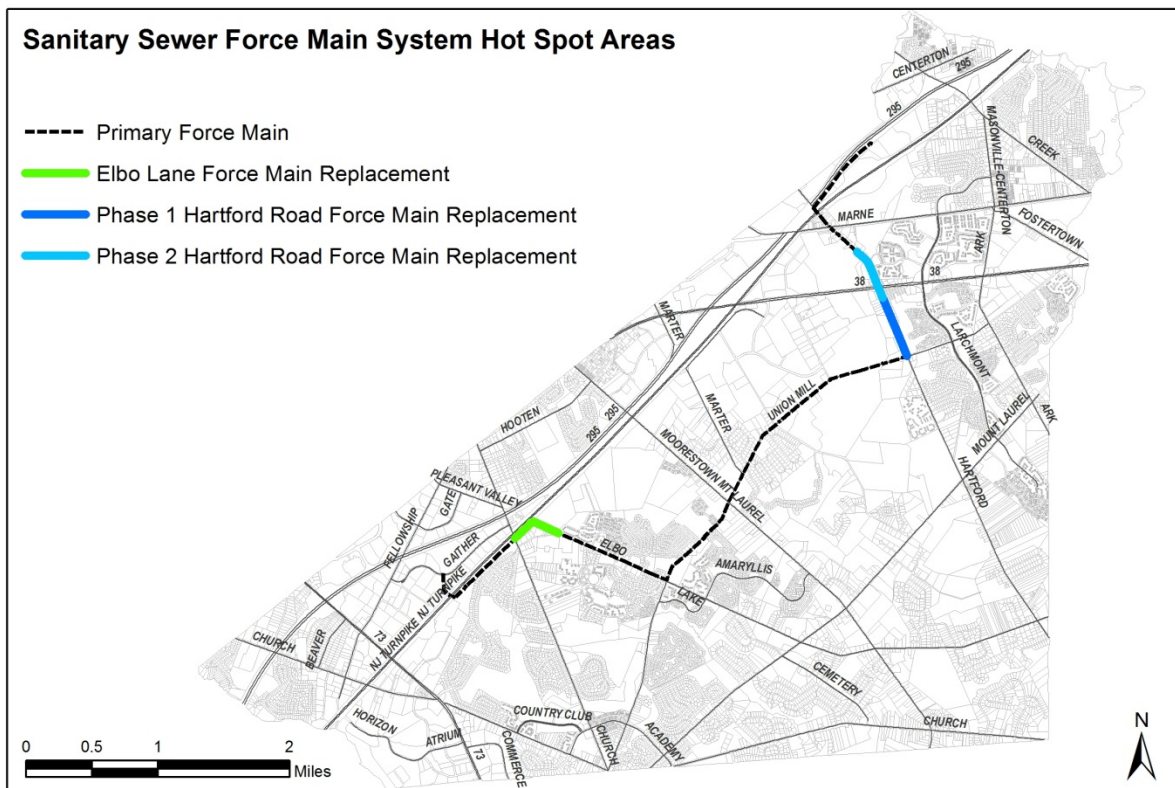 Sanitary Sewer Force Main System Hot Spot Areas
Primary Force Main
Elbo Lane Force Main Replacement
Phase 1 Hartford Road Force Main Replacement
Phase 2 Hartford Road Force Main Replacement
CENTERTON
295
295
MASONVILLE-CENTERTON
CREEK
MARNE
FOSTERTOWN
ARK
38
38
MARTER
LARCHMONT
HOOTEN
295
295
MARTER
UNION MILL
MOUNT LAUREL
ARK
MOORESTOWN MT LAUREL
HARTFORD
PLEASANT VALLEY
GATE
FELLOWSHIP
GAITHER
ELBO
AMARYLLIS
LAKE
NJ TURNPIKE
NJ TURNPIKE
73
CHURCH
BEAVER
CEMETERY
HORIZON
ATRIUM
73
COMMERCE
COUNTRY CLUB
CHURCH
ACADEMY
CHURCH
0 0.5 1 2
Miles
N